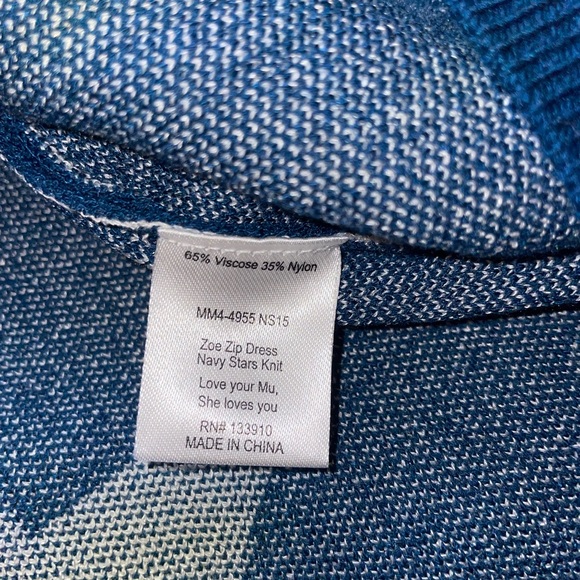 65% Viscose 35% Nylon
MM4-4955 NS15
Zoe Zip Dress
Navy Stars Knit
Love your Mu,
She loves you
RN# 133910
MADE IN CHINA